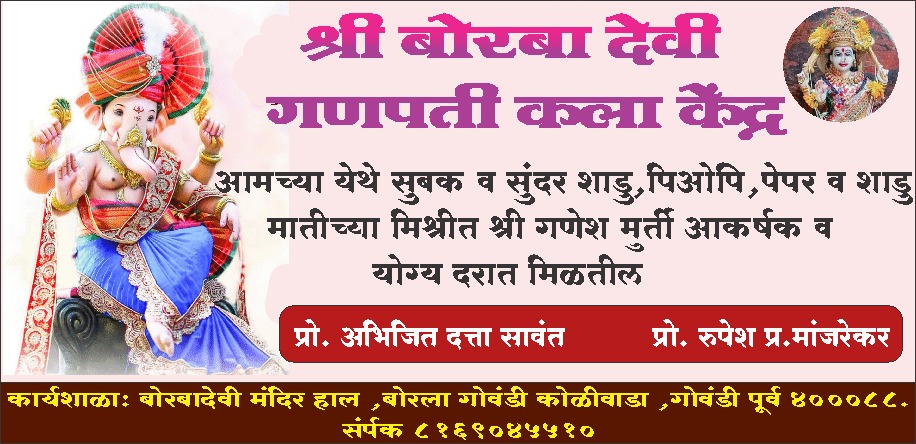 श्री बोरबा देवी
गणपती कला केंद्र
आमच्या येथे सुबक व सुंदर शाडु,पिओपि,पेपर व शाडु
मातीच्या मिश्रीत श्री गणेश मुर्ती आकर्षक व
योग्य दरात मिळतील
प्रो. अभिजित दत्ता सावंत प्रो. रुपेश प्र.मांजरेकर
कार्यशाळा: बोरबादेवी मंदिर हाल ,बोरला गोवंडी कोळीवाडा ,गोवंडी पूर्व ४०००८८.
संर्पक ८१६९०४५५१०